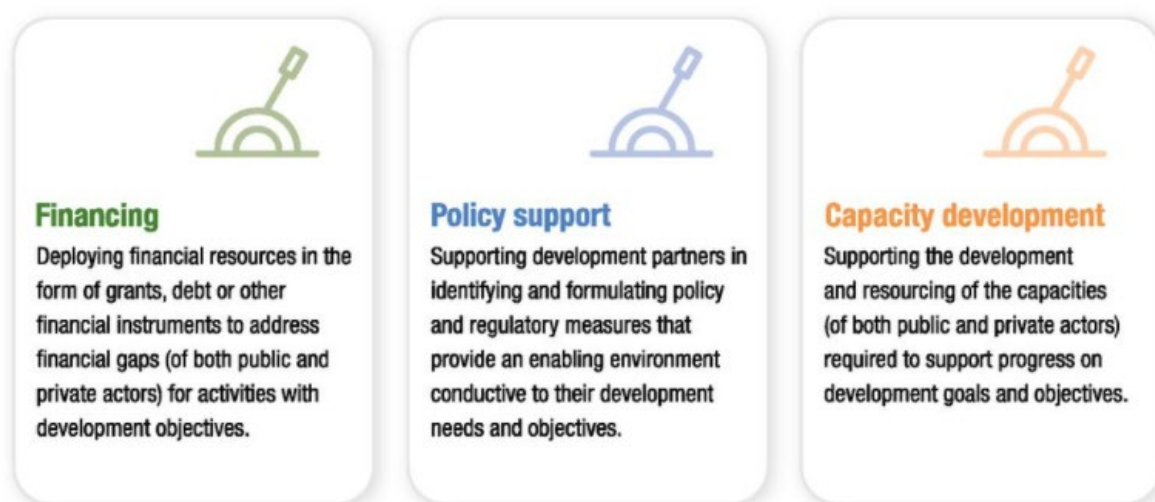 Financing
Deploying financial resources in the
form of grants, debt or other
financial instruments to address
financial gaps (of both public and
private actors) for activities with
development objectives.
Policy support
Supporting development partners in
identifying and formulating policy
and regulatory measures that
provide an enabling environment
conductive to their development
needs and objectives.
Capacity development
Supporting the development
and resourcing of the capacities
(of both public and private actors)
required to support progress on
development goals and objectives.